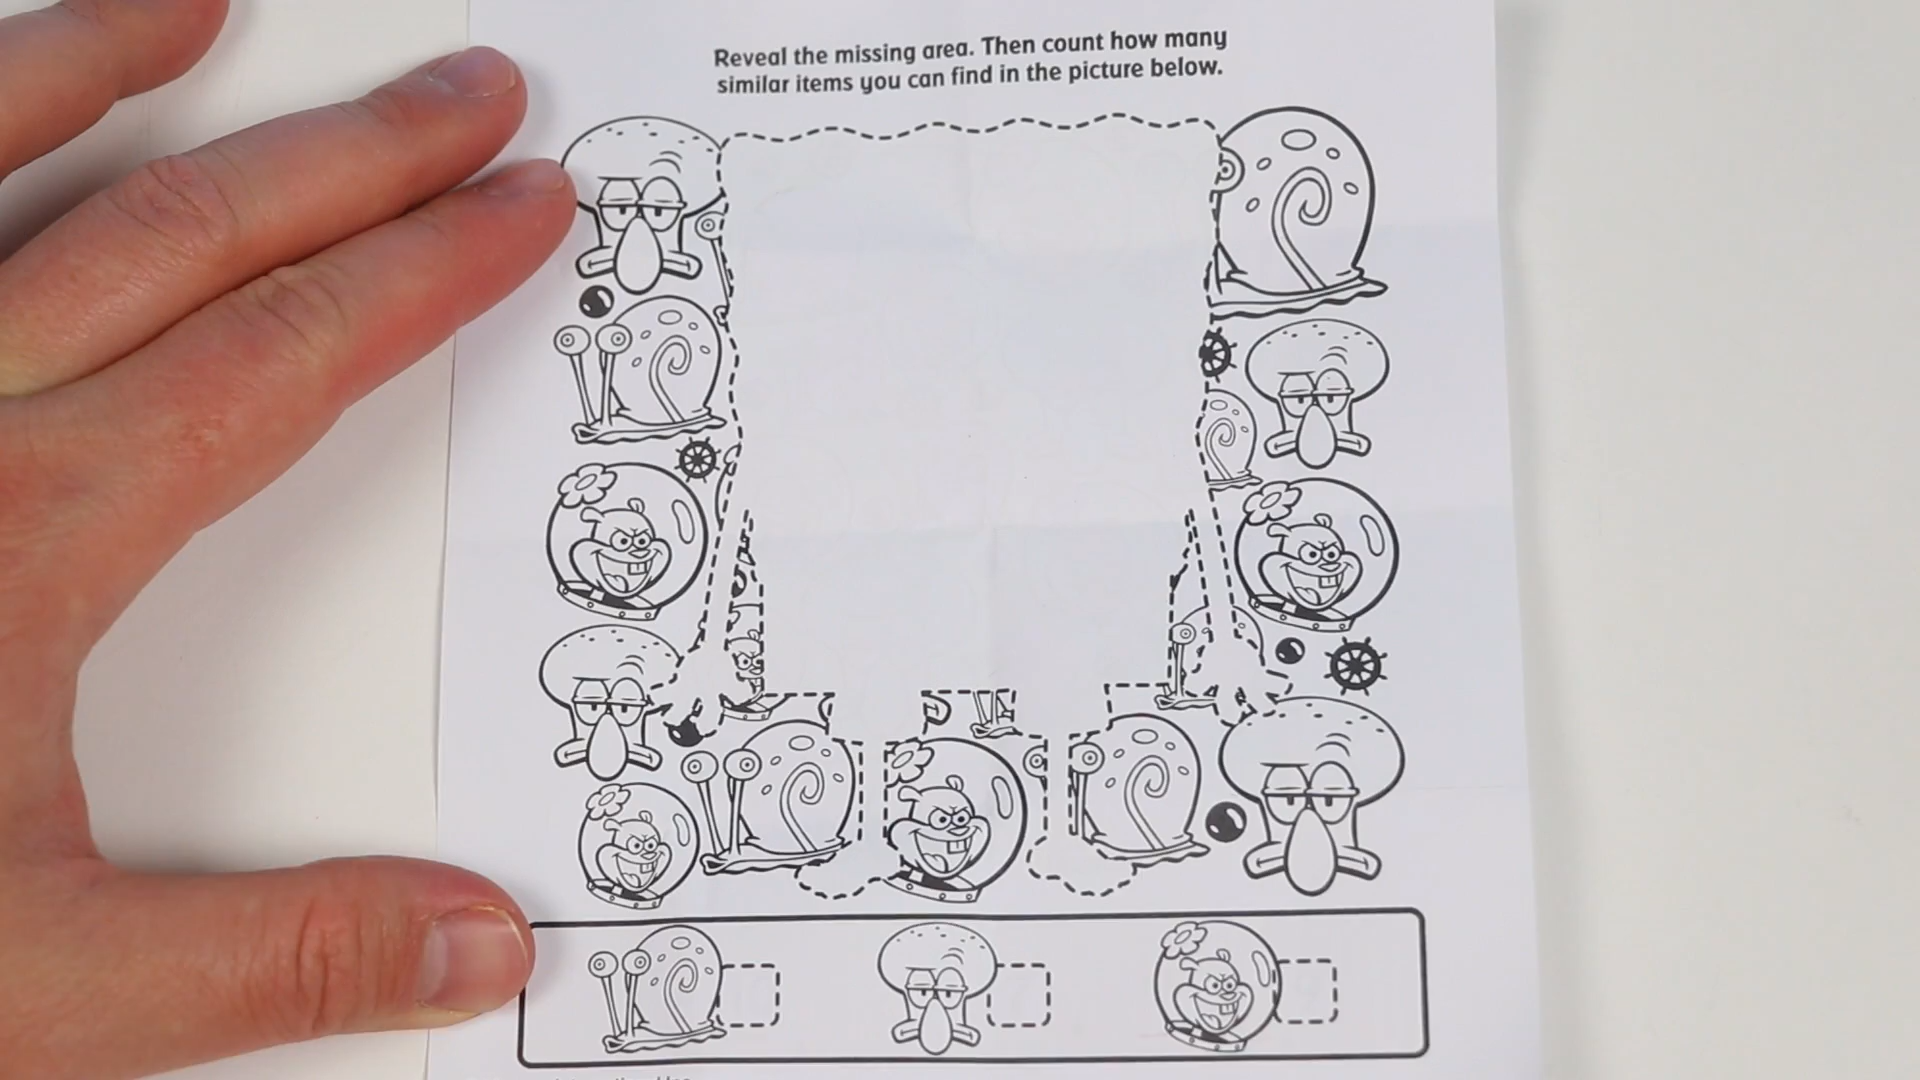 Reveal the missing area. Then count how many
similar items you can find in the picture below.